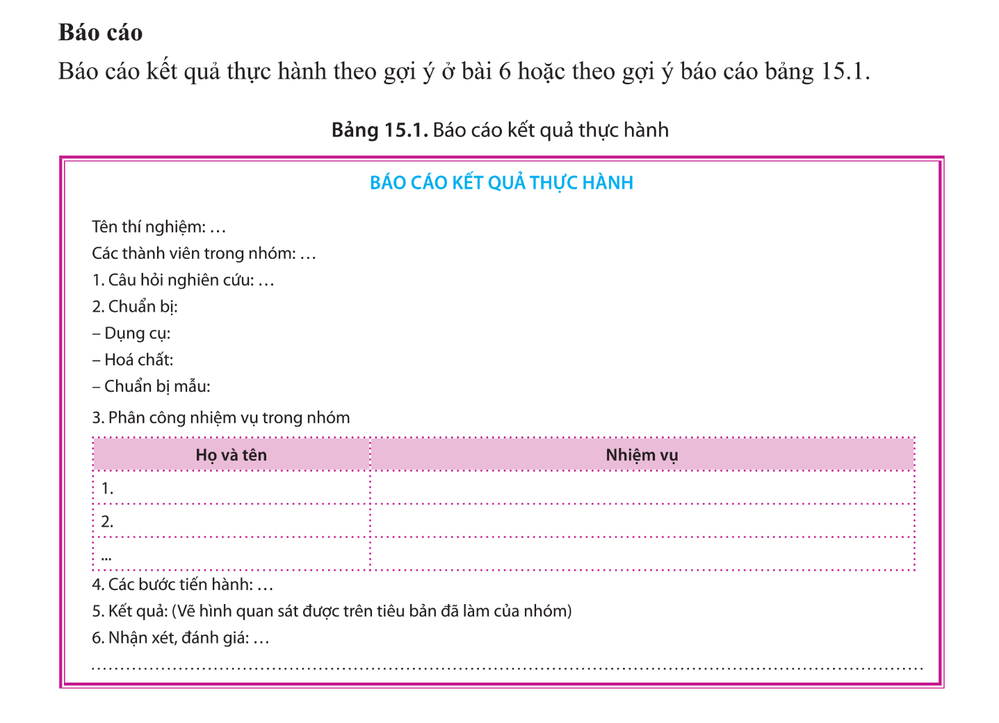 Báo cáo
Báo cáo kết quả thực hành theo gợi ý ở bài 6 hoặc theo gợi ý báo cáo bảng 15.1.
Bảng 15.1. Báo cáo kết quả thực hành
BÁO CÁO KẾT QUẢ THỰC HÀNH
Tên thí nghiệm: …
Các thành viên trong nhóm: …
1. Câu hỏi nghiên cứu: …
2. Chuẩn bị:
– Dụng cụ:
– Hoá chất:
– Chuẩn bị mẫu:
3. Phân công nhiệm vụ trong nhóm
Họ và tên Nhiệm vụ
1.
2.
...
4. Các bước tiến hành: …
5. Kết quả: (Vẽ hình quan sát được trên tiêu bản đã làm của nhóm)
6. Nhận xét, đánh giá: …